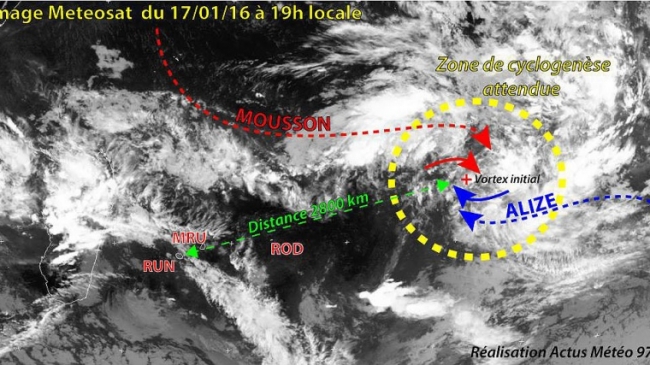 mage Meteosat du 17/01/16 à 19h locale
Zone de cyclogenèse
attendue
MOUSSON
Vortex initial
ALIZE
Distance 2800 km
MRU
ROD
RUN
Réalisation Actus Météo 97